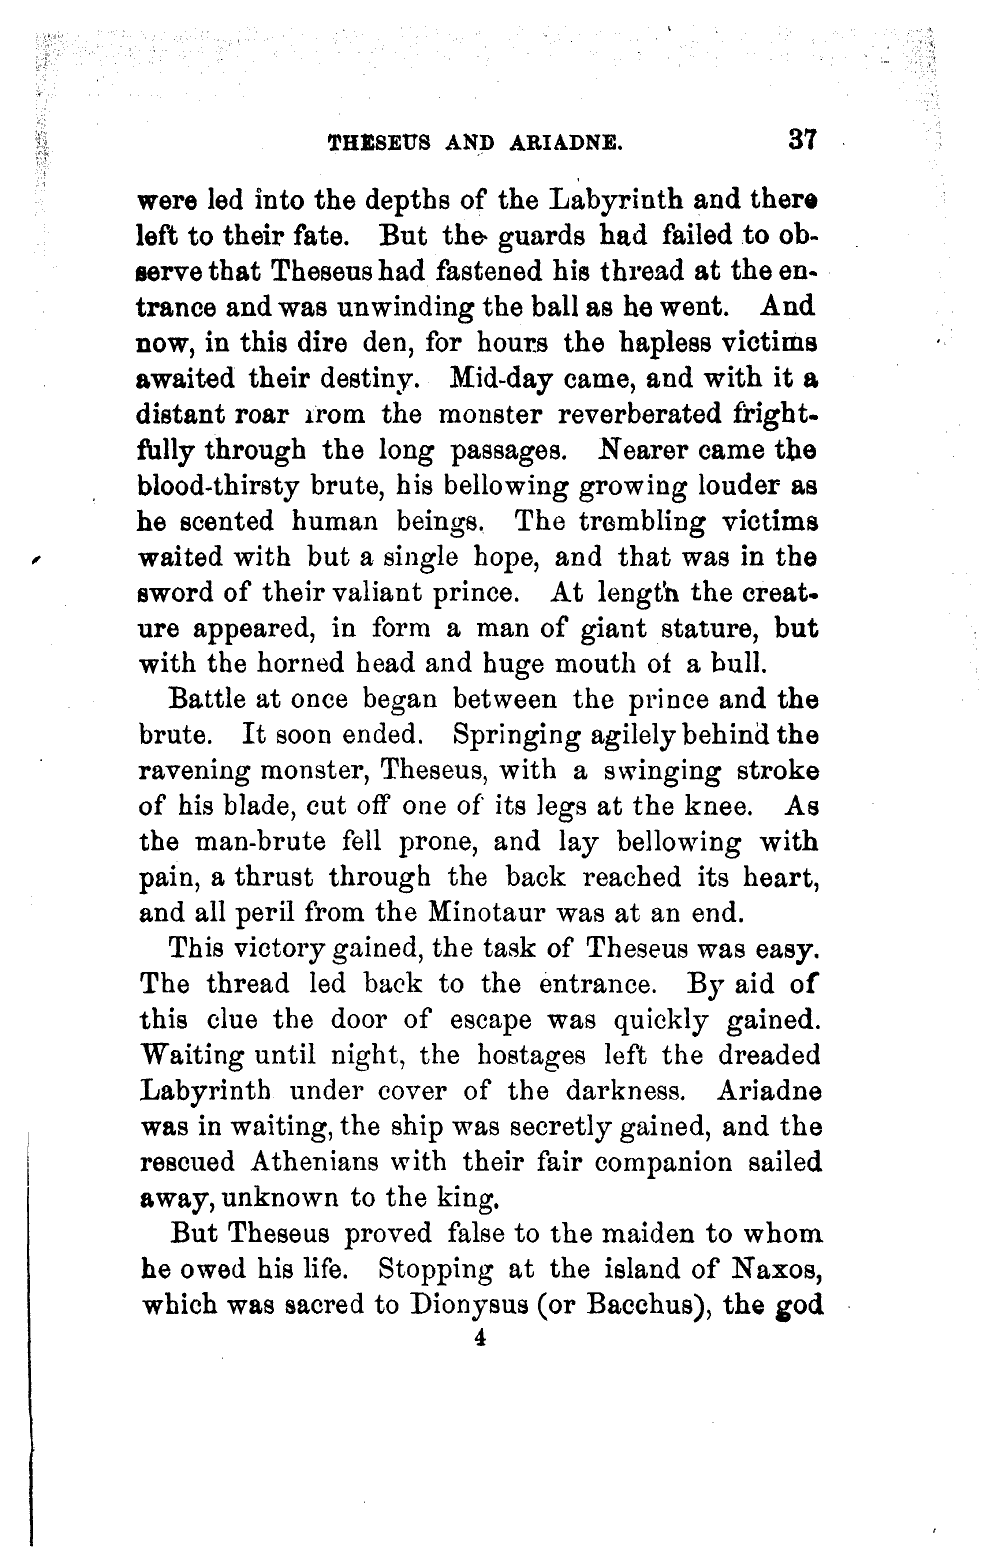 THESEUS AND ARIADNE. 37
were led into the depths of the Labyrinth and there
left to their fate. But the guards had failed to ob-
serve that Theseus had fastened his thread at the en-
trance and was unwinding the ball as he went. And
now, in this dire den, for hours the hapless victims
awaited their destiny. Mid-day came, and with it a
distant roar from the monster reverberated fright-
fully through the long passages. Nearer came the
blood-thirsty brute, his bellowing growing louder as
he scented human beings. The trembling victims
waited with but a single hope, and that was in the
sword of their valiant prince. At length the creat-
ure appeared, in form a man of giant stature, but
with the horned head and huge mouth of a bull.
Battle at once began between the prince and the
brute. It soon ended. Springing agilely behind the
ravening monster, Theseus, with a swinging stroke
of his blade, cut off one of its legs at the knee. As
the man-brute fell prone, and lay bellowing with
pain, a thrust through the back reached its heart,
and all peril from the Minotaur was at an end.
This victory gained, the task of Theseus was easy.
The thread led back to the entrance. By aid of
this clue the door of escape was quickly gained.
Waiting until night, the hostages left the dreaded
Labyrinth under cover of the darkness. Ariadne
was in waiting, the ship was secretly gained, and the
rescued Athenians with their fair companion sailed
away, unknown to the king.
But Theseus proved false to the maiden to whom
he owed his life. Stopping at the island of Naxos,
which was sacred to Dionysus (or Bacchus), the god
4